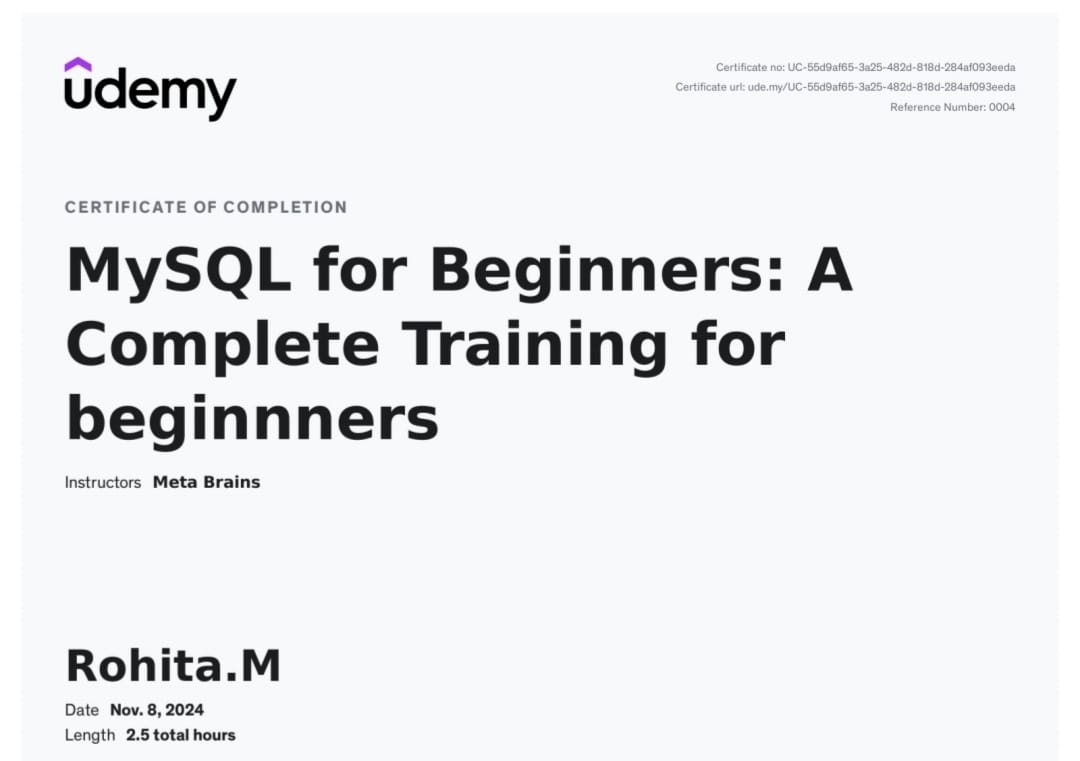 udemy
Certificate no: UC-55d9af65-3a25-482d-818d-284af093eeda
Certificate url: ude.my/UC-55d9af65-3a25-482d-818d-284af093eeda
Reference Number: 0004
CERTIFICATE OF COMPLETION
MySQL for Beginners: A
Complete Training for
beginnners
Instructors Meta Brains
Rohita.M
Date Nov. 8, 2024
Length 2.5 total hours